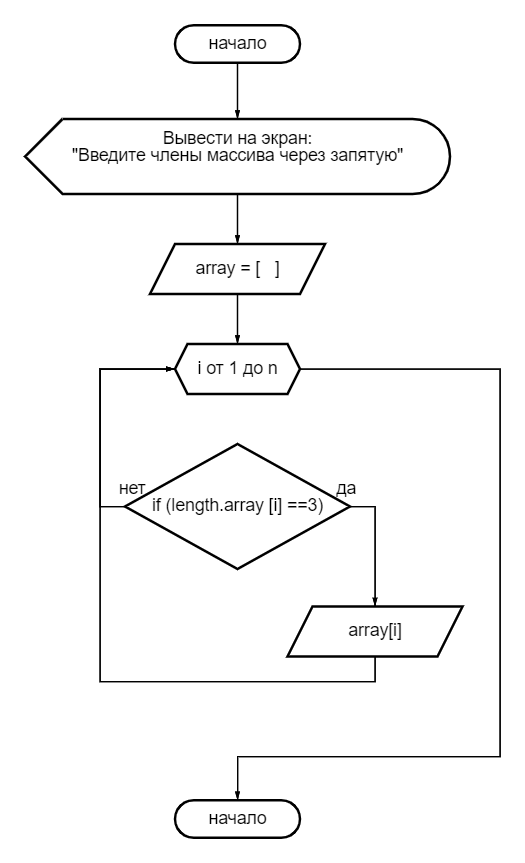 начало
Вывести на экран:
"Введите члены массива через запятую"
array = [   ]
i от 1 до n
нет
да
if (length.array [i] ==3)
array[i]
начало